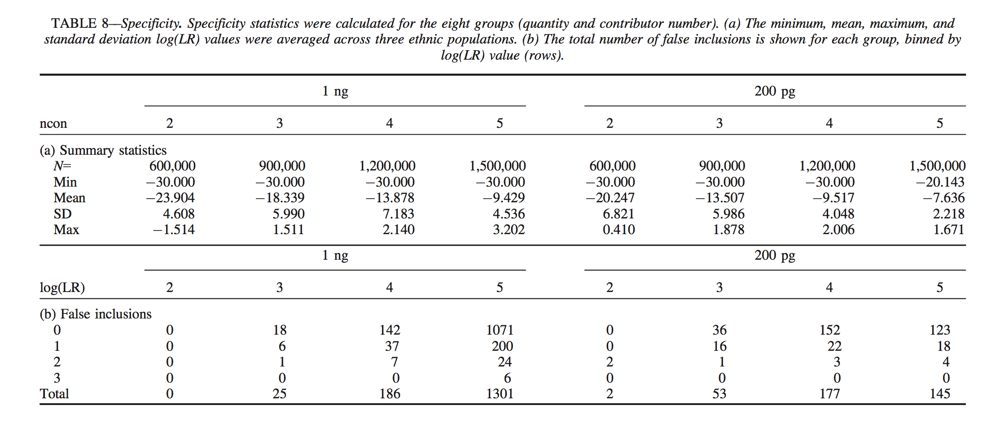 TABLE 8—Specificity. Specificity statistics were calculated for the eight groups (quantity and contributor number). (a) The minimum, mean, maximum, and
standard deviation log(LR) values were averaged across three ethnic populations. (b) The total number of false inclusions is shown for each group, binned by
log(LR) value (rows).
1 ng 200 pg
ncon 2 3 4 5 2 3 4 5
(a) Summary statistics
N= 600,000 900,000 1,200,000 1,500,000 600,000 900,000 1,200,000 1,500,000
Min −30.000 −30.000 −30.000 −30.000 −30.000 −30.000 −30.000 −20.143
Mean −23.904 −18.339 −13.878 −9.429 −20.247 −13.507 −9.517 −7.636
SD 4.608 5.990 7.183 4.536 6.821 5.986 4.048 2.218
Max −1.514 1.511 2.140 3.202 0.410 1.878 2.006 1.671
1 ng 200 pg
log(LR) 2 3 4 5 2 3 4 5
(b) False inclusions
0 0 18 142 1071 0 36 152 123
1 0 6 37 200 0 16 22 18
2 0 1 7 24 2 1 3 4
3 0 0 0 6 0 0 0 0
Total 0 25 186 1301 2 53 177 145